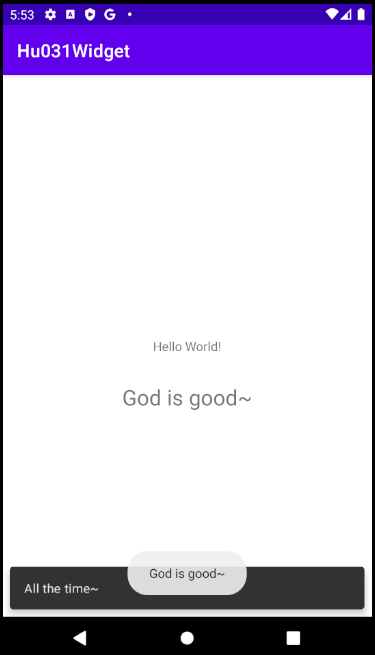 5:53
Hu031Widget
Hello World!
God is good~
God is good~
All the time~